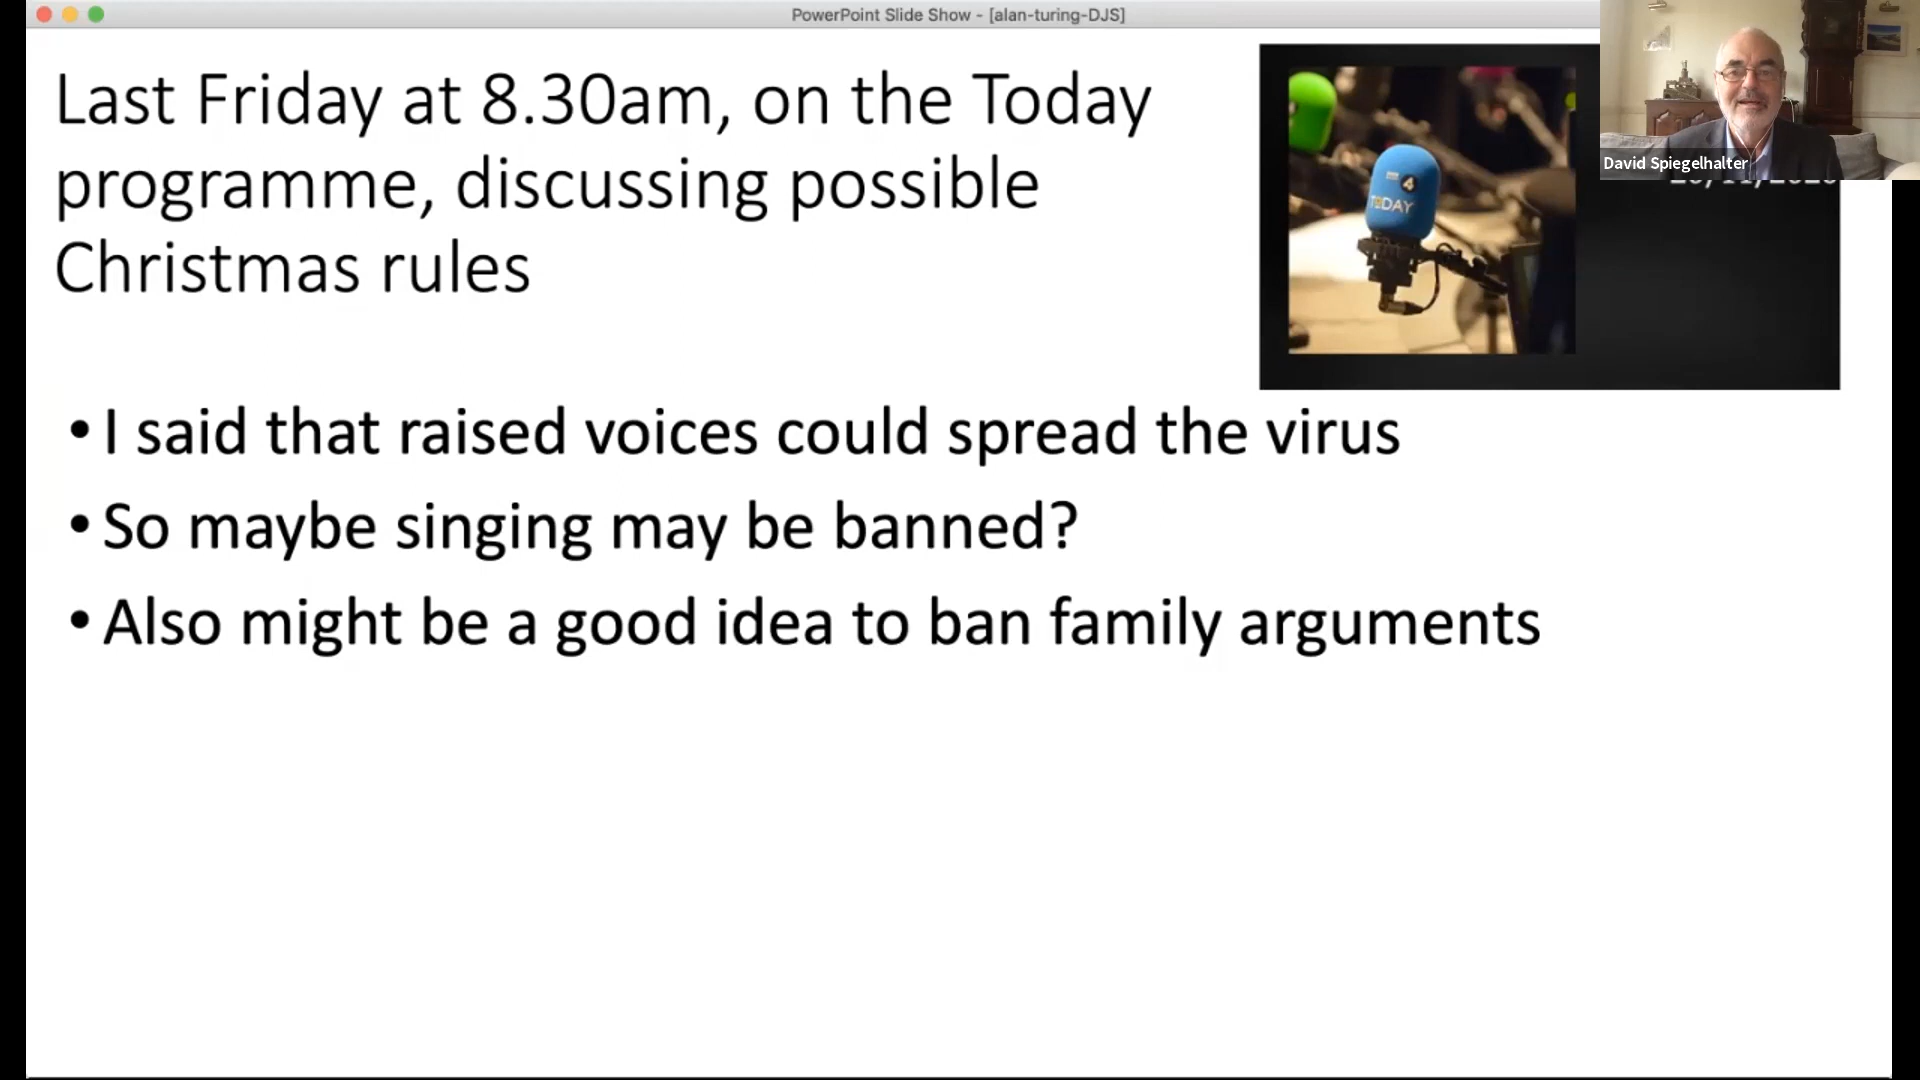 PowerPoint Slide Show - [alan-turing-DJS]
Last Friday at 8.30am, on the Today
programme, discussing possible
Christmas rules
4
TODAY
David Spiegelhalter
• I said that raised voices could spread the virus
• So maybe singing may be banned?
• Also might be a good idea to ban family arguments